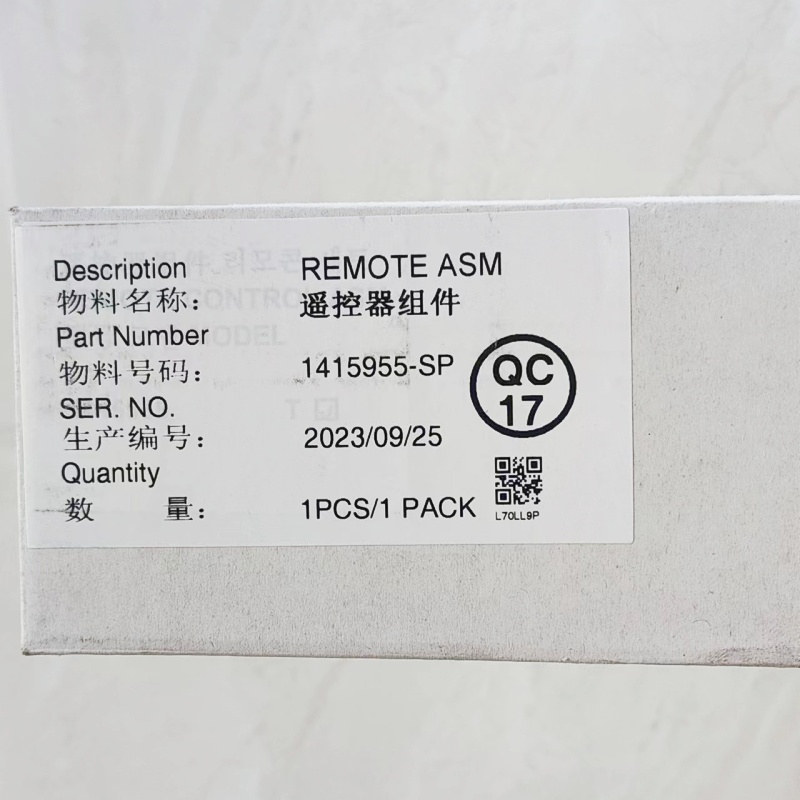 Description REMOTE ASM
物料名称: 遥控器组件
Part Number
物料号码: 1415955-SP
QC
17
SER. NO.
生产编号: 2023/09/25
Quantity
数 量: 1PCS/1 PACK
L70LL9P